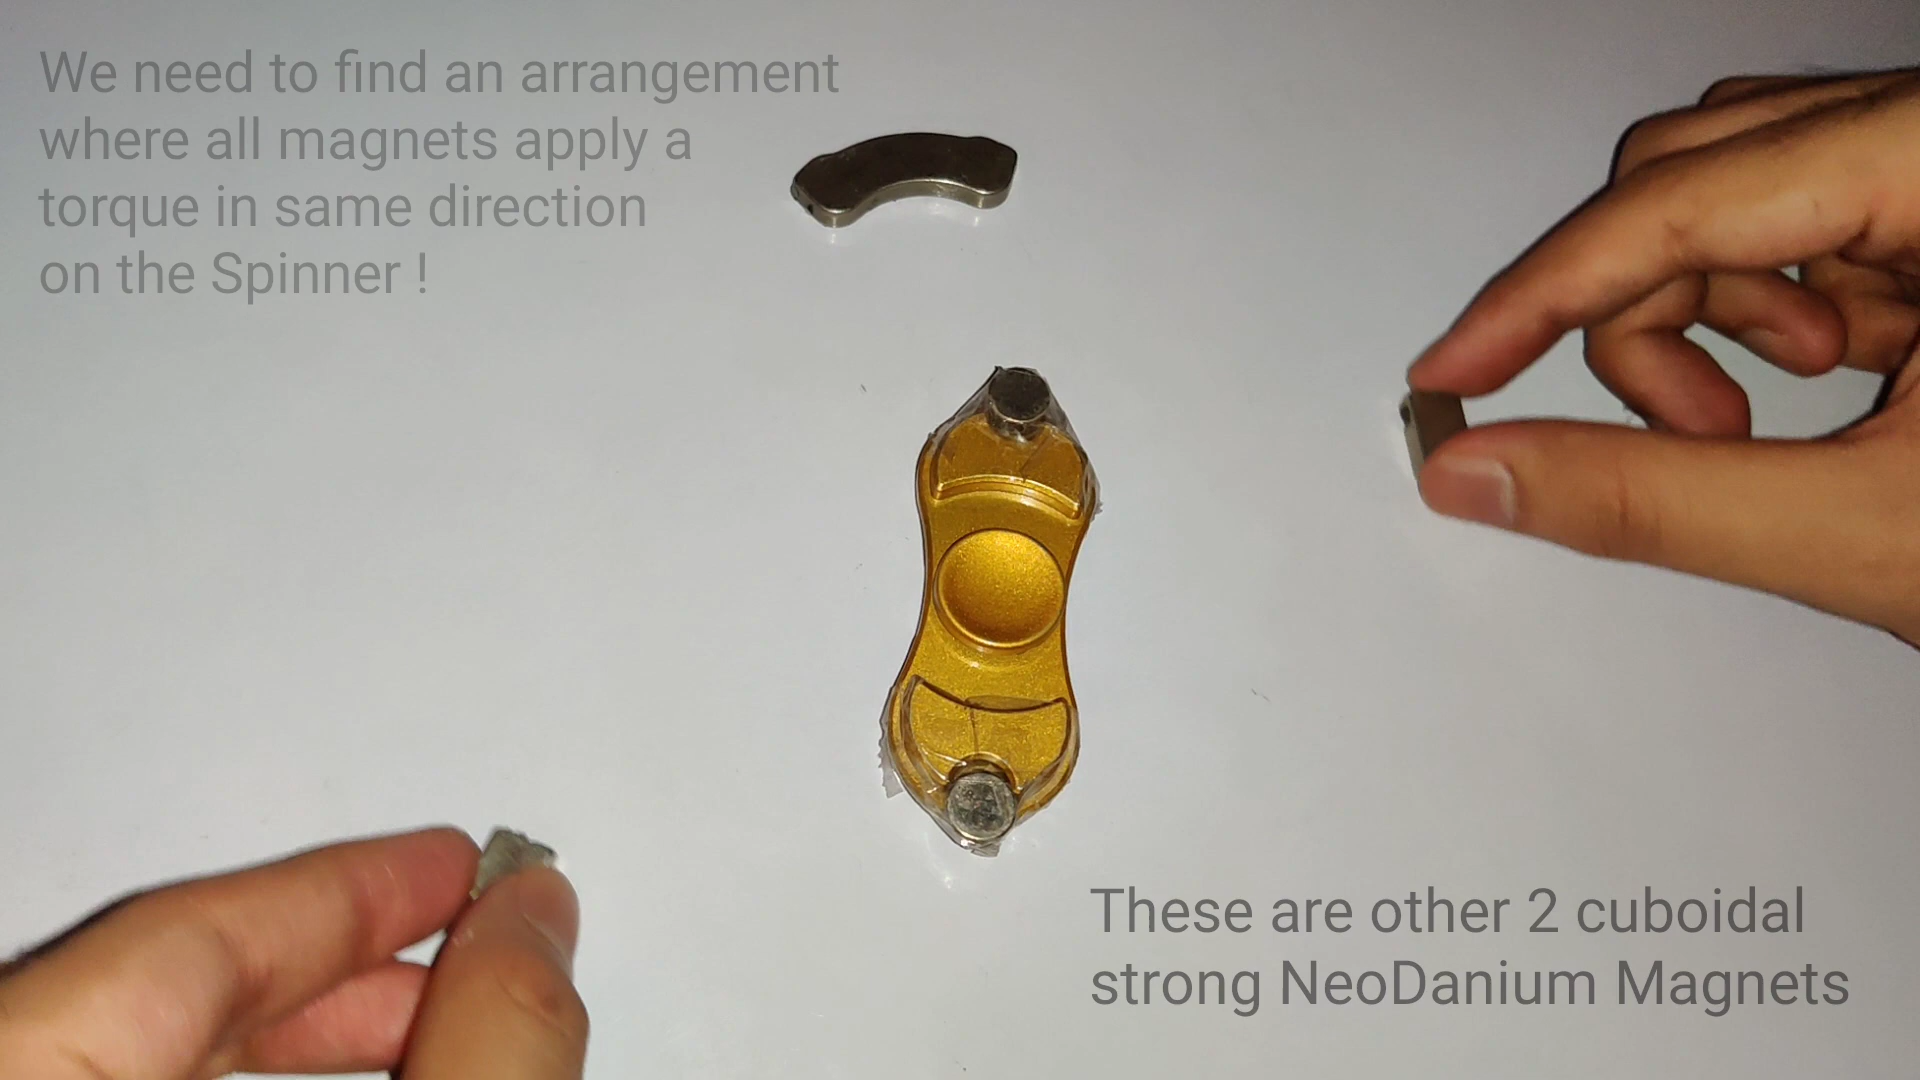 We need to find an arrangement
where all magnets apply a
torque in same direction
on the Spinner !
These are other 2 cuboidal
strong NeoDanium Magnets